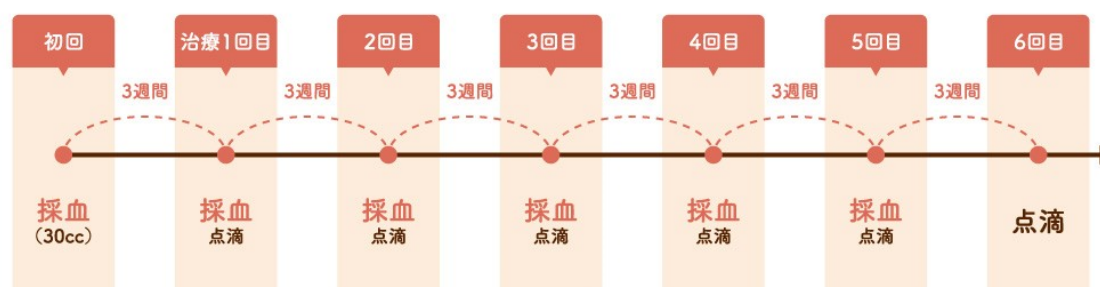 初回
治療1回目
2回目
3回目
4回目
5回目
6回目
3週間
3週間
3週間
3週間
3週間
3週間
採血
（30cc）
採血
点滴
採血
点滴
採血
点滴
採血
点滴
採血
点滴
点滴